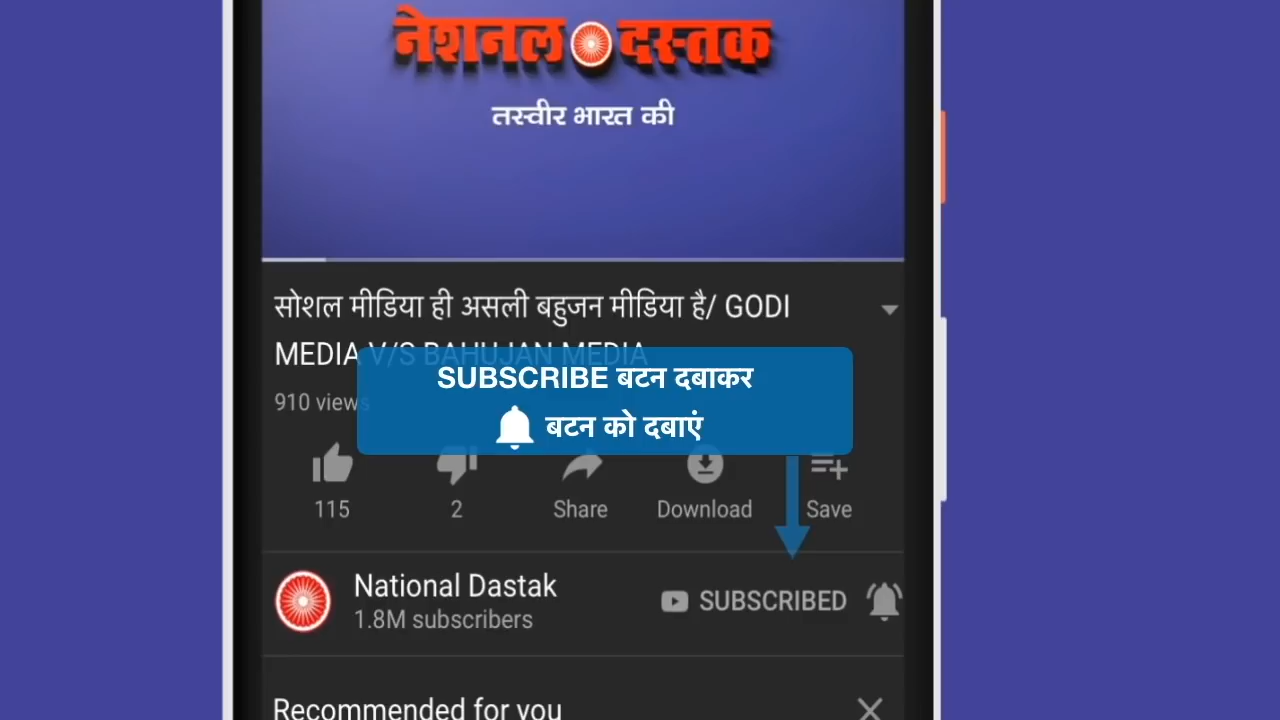 नेशनल दस्तक
तस्वीर भारत की
सोशल मीडिया ही असली बहुजन मीडिया है/ GODI
MEDIA V/S BAHUJAN MEDIA
910 views
SUBSCRIBE बटन दबाकर
बटन को दबाएं
115
2
Share
Download
Save
National Dastak
1.8M subscribers
SUBSCRIBED
Recommended for you